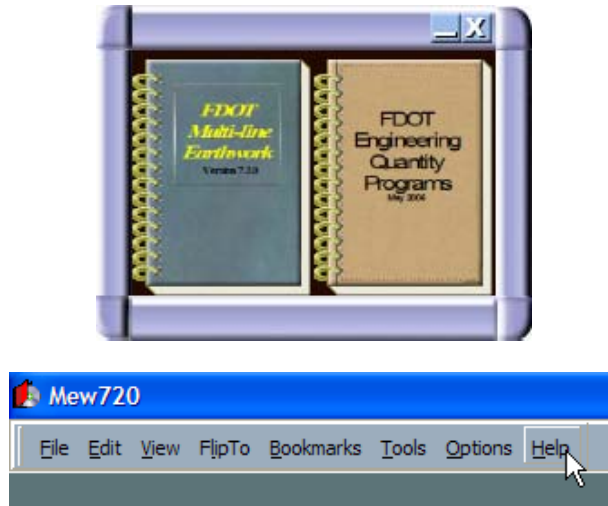 FDOT
Multi-line
Earthwork
Version 7.2.0
FDOT
Engineering
Quantity
Programs
May 2004
Mew720
File Edit View FlipTo Bookmarks Tools Options Help